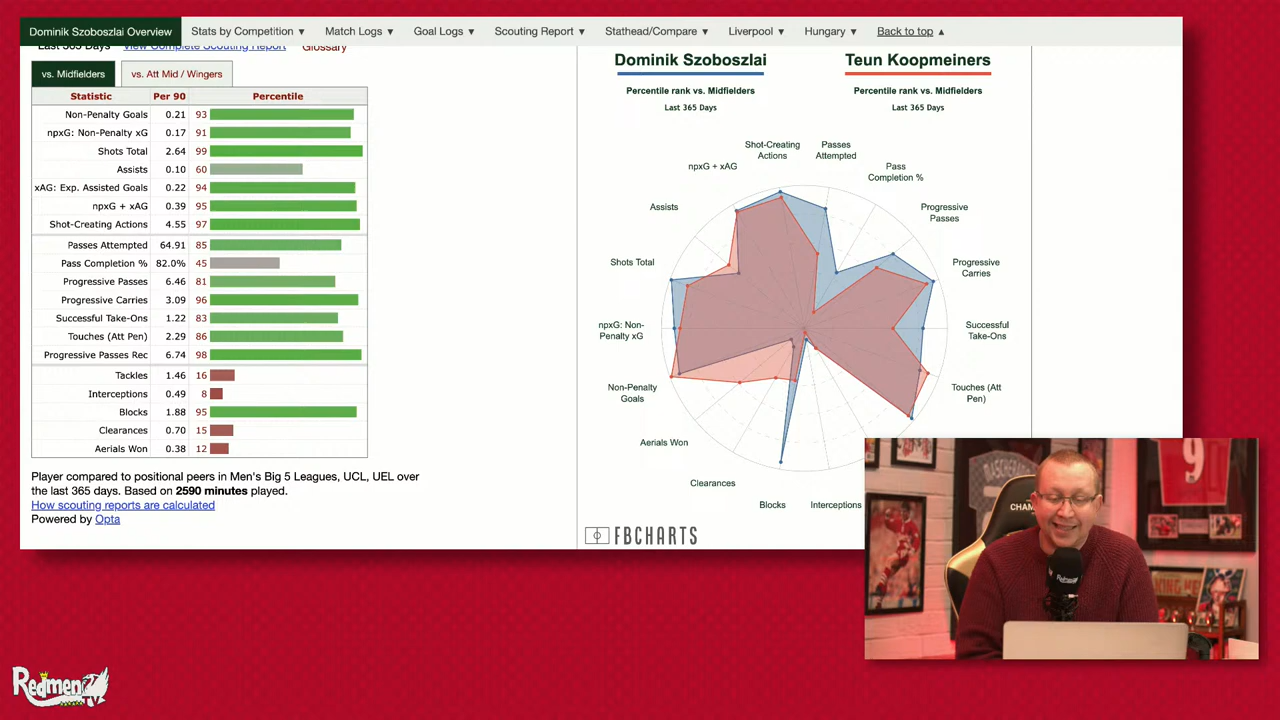 Dominik Szoboszlai Overview Stats by Competition ▼ Match Logs ▼ Goal Logs ▼ Scouting Report ▼ Stathead/Compare ▼ Liverpool ▼ Hungary ▼ Back to top ▲
Last 365 Days View Complete Scouting Report Glossary
vs. Midfielders vs. Att Mid / Wingers
Statistic Per 90 Percentile
Non-Penalty Goals 0.21 93
npxG: Non-Penalty xG 0.17 91
Shots Total 2.64 99
Assists 0.10 60
xAG: Exp. Assisted Goals 0.22 94
npxG + xAG 0.39 95
Shot-Creating Actions 4.55 97
Passes Attempted 64.91 85
Pass Completion % 82.0% 45
Progressive Passes 6.46 81
Progressive Carries 3.09 96
Successful Take-Ons 1.22 83
Touches (Att Pen) 2.29 86
Progressive Passes Rec 6.74 98
Tackles 1.46 16
Interceptions 0.49 8
Blocks 1.88 95
Clearances 0.70 15
Aerials Won 0.38 12
Player compared to positional peers in Men's Big 5 Leagues, UCL, UEL over
the last 365 days. Based on 2590 minutes played.
How scouting reports are calculated
Powered by Opta
Dominik Szoboszlai Teun Koopmeiners
Percentile rank vs. Midfielders Percentile rank vs. Midfielders
Last 365 Days Last 365 Days
Shot-Creating
Actions
Passes
Attempted
npxG + xAG
Pass
Completion %
Assists
Progressive
Passes
Shots Total
Progressive
Carries
npxG: Non-
Penalty xG
Successful
Take-Ons
Non-Penalty
Goals
Touches (Att
Pen)
Aerials Won
Clearances
Blocks
Interceptions
FBCHARTS
9
CHAM
Redmen
Redmen
TV